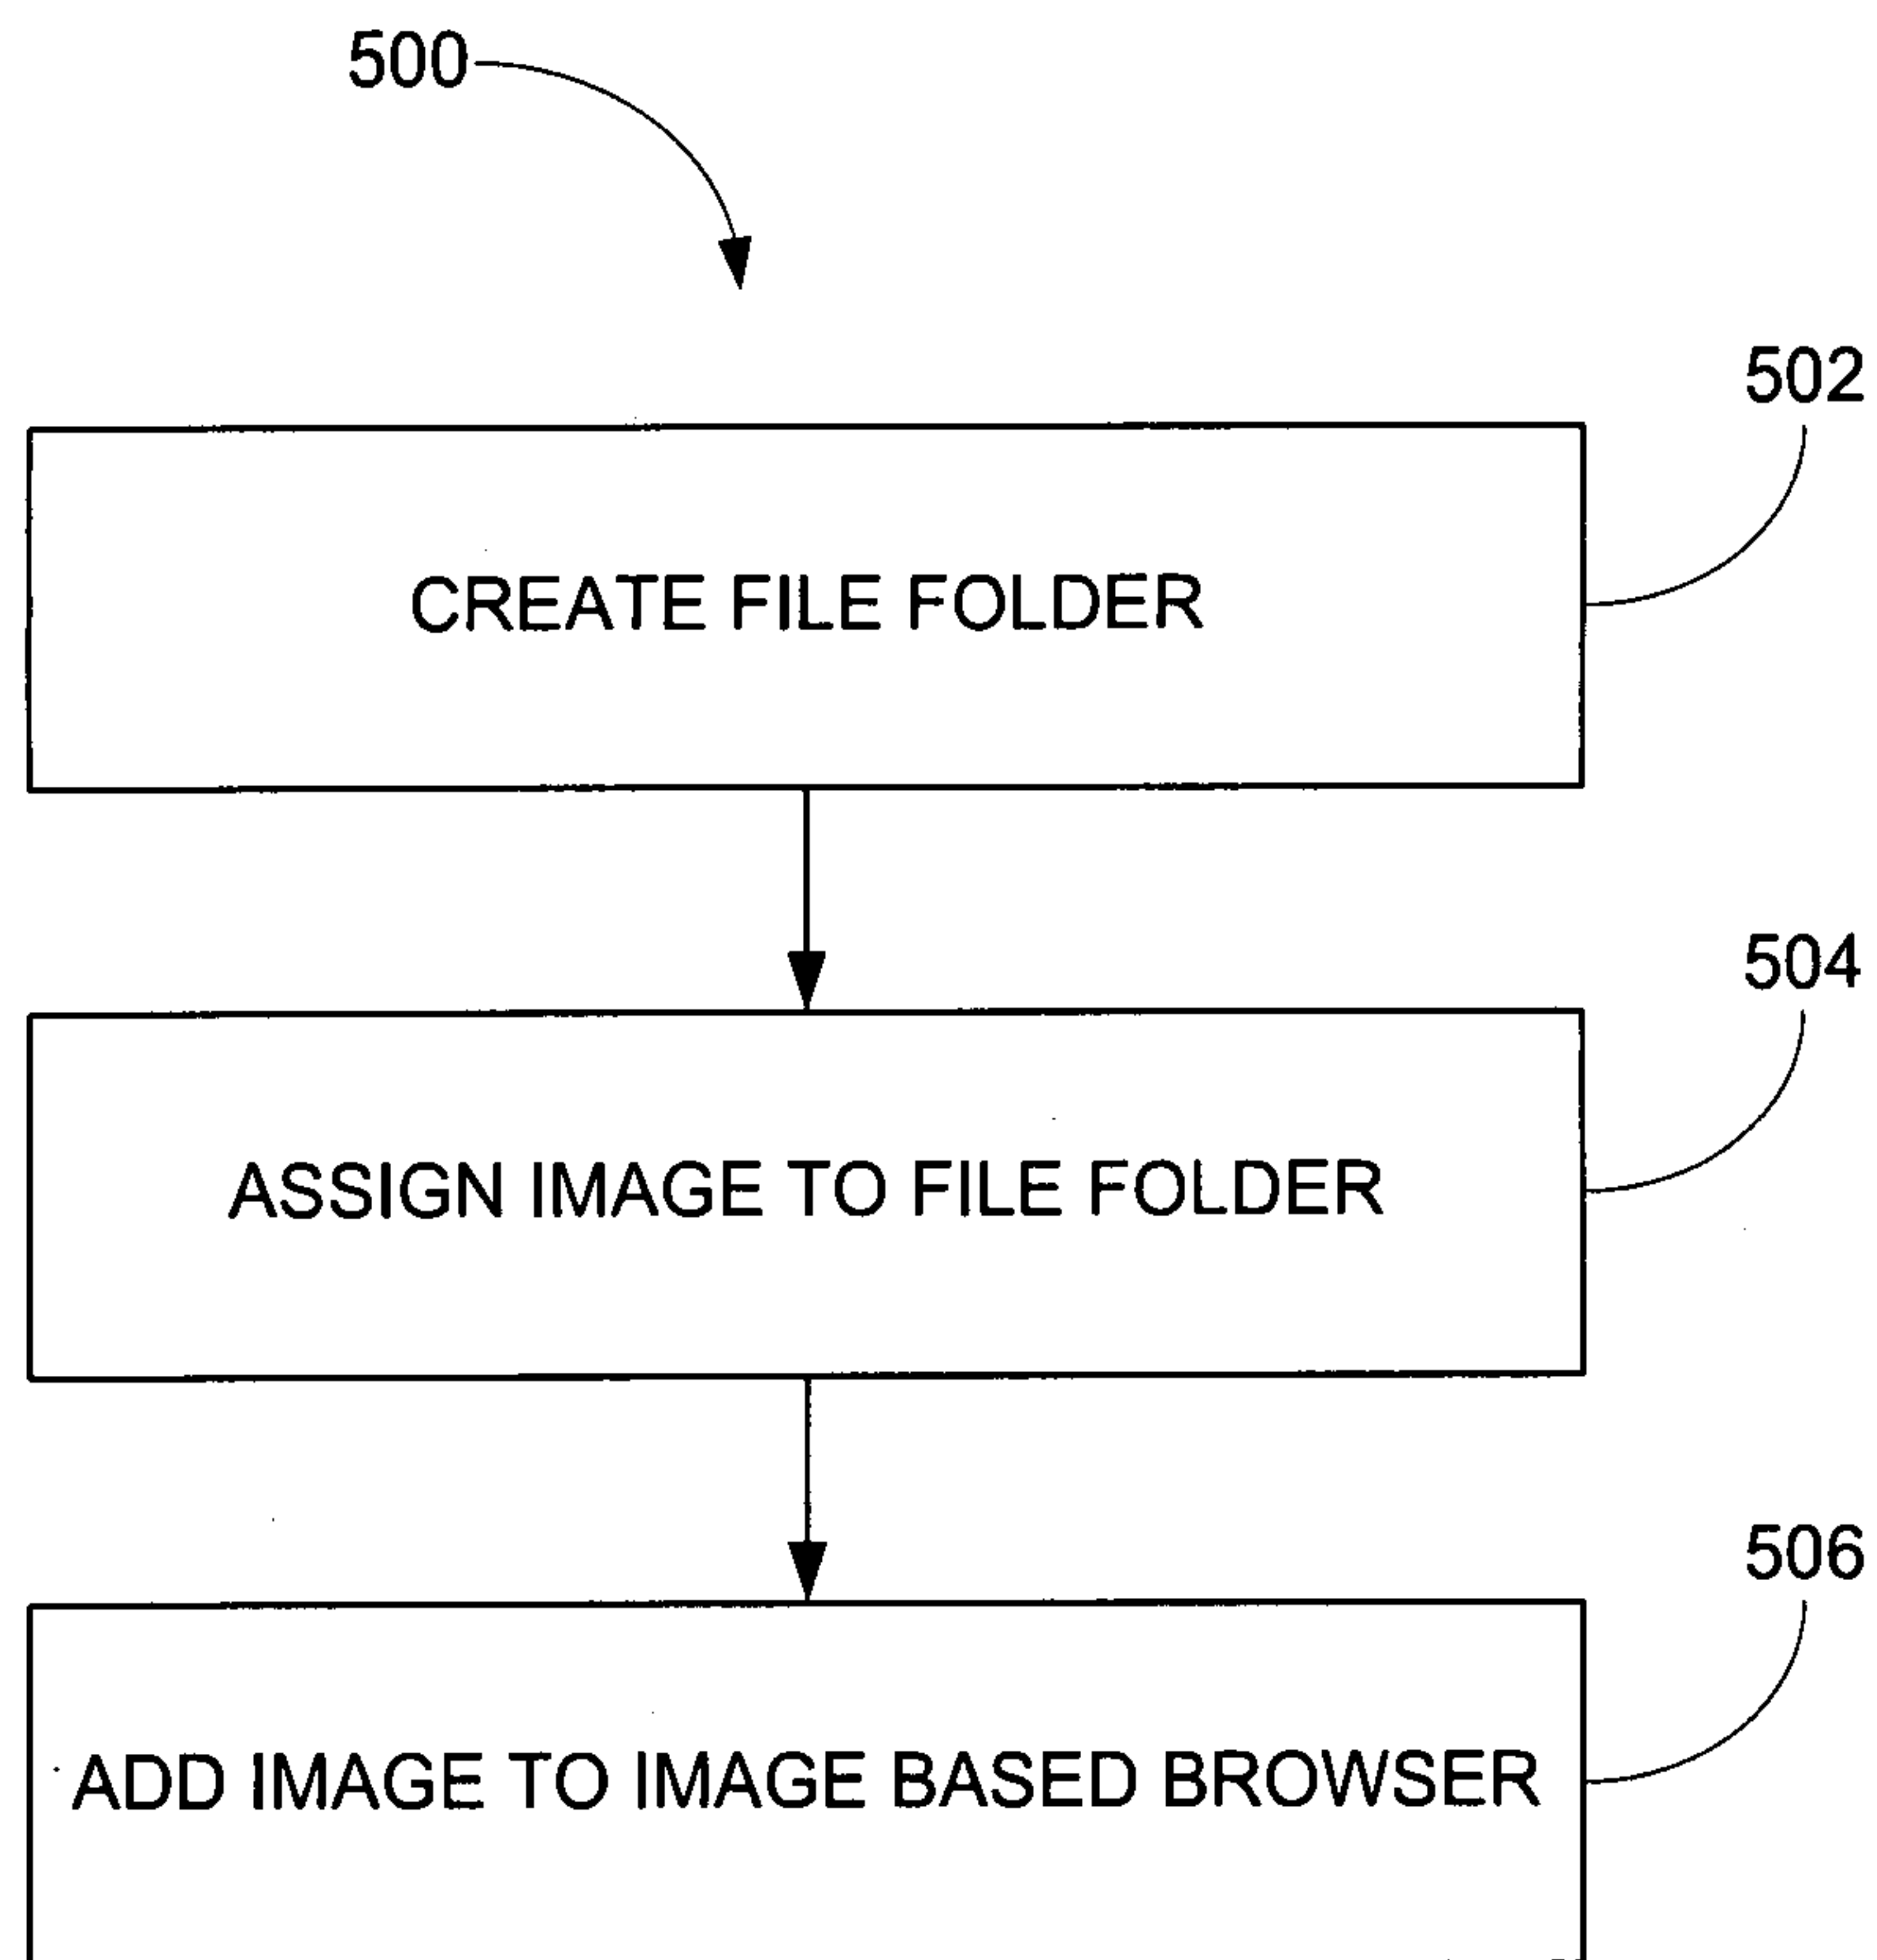 500
502
CREATE FILE FOLDER
504
ASSIGN IMAGE TO FILE FOLDER
506
ADD IMAGE TO IMAGE BASED BROWSER